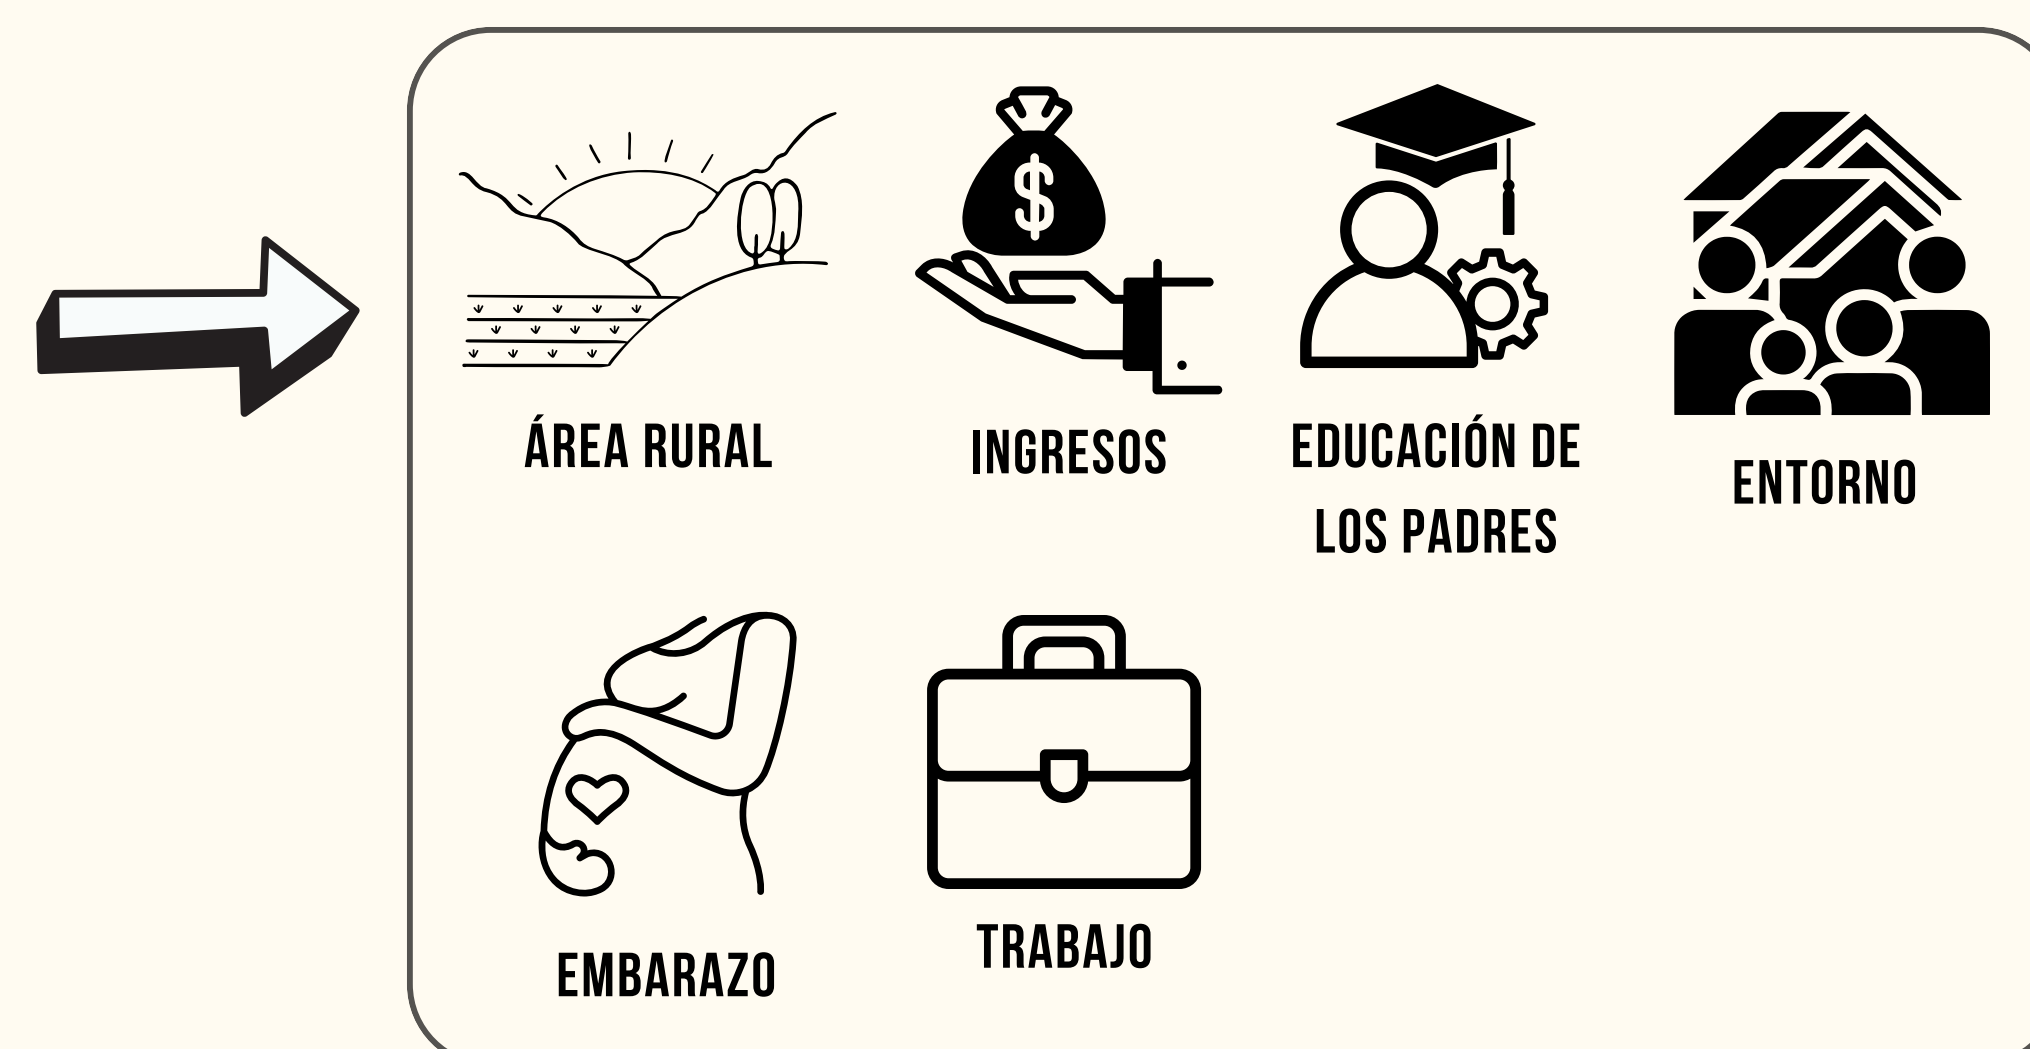 ÁREA RURAL
INGRESOS
EDUCACIÓN DE
LOS PADRES
ENTORNO
EMBARAZO
TRABAJO